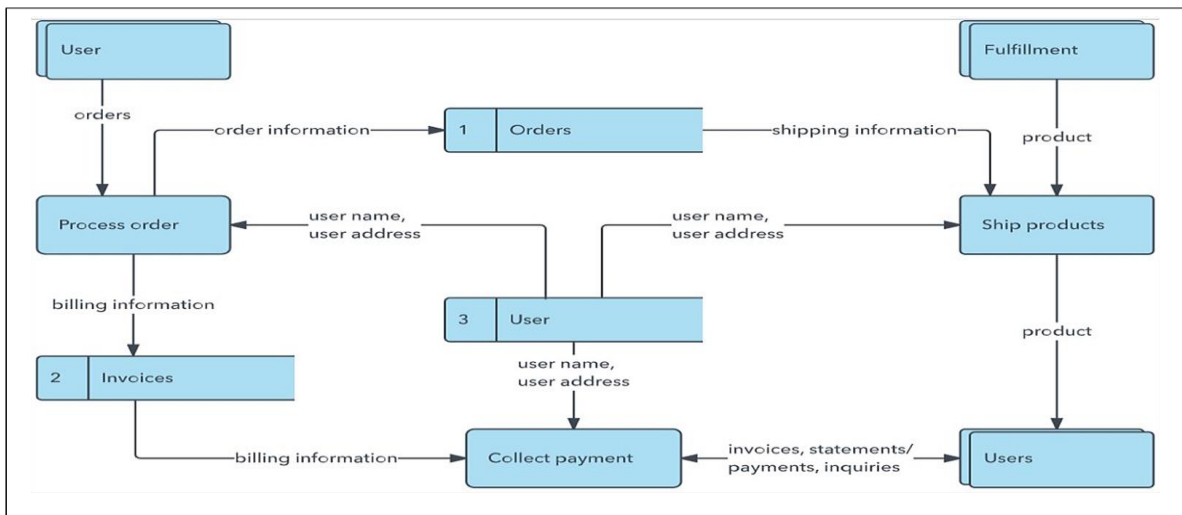 User
Fulfillment
orders
order information
1
Orders
shipping information
product
Process order
user name,
user address
user name,
user address
Ship products
billing information
3
User
product
2
Invoices
user name,
user address
billing information
Collect payment
invoices, statements/
payments, inquiries
Users